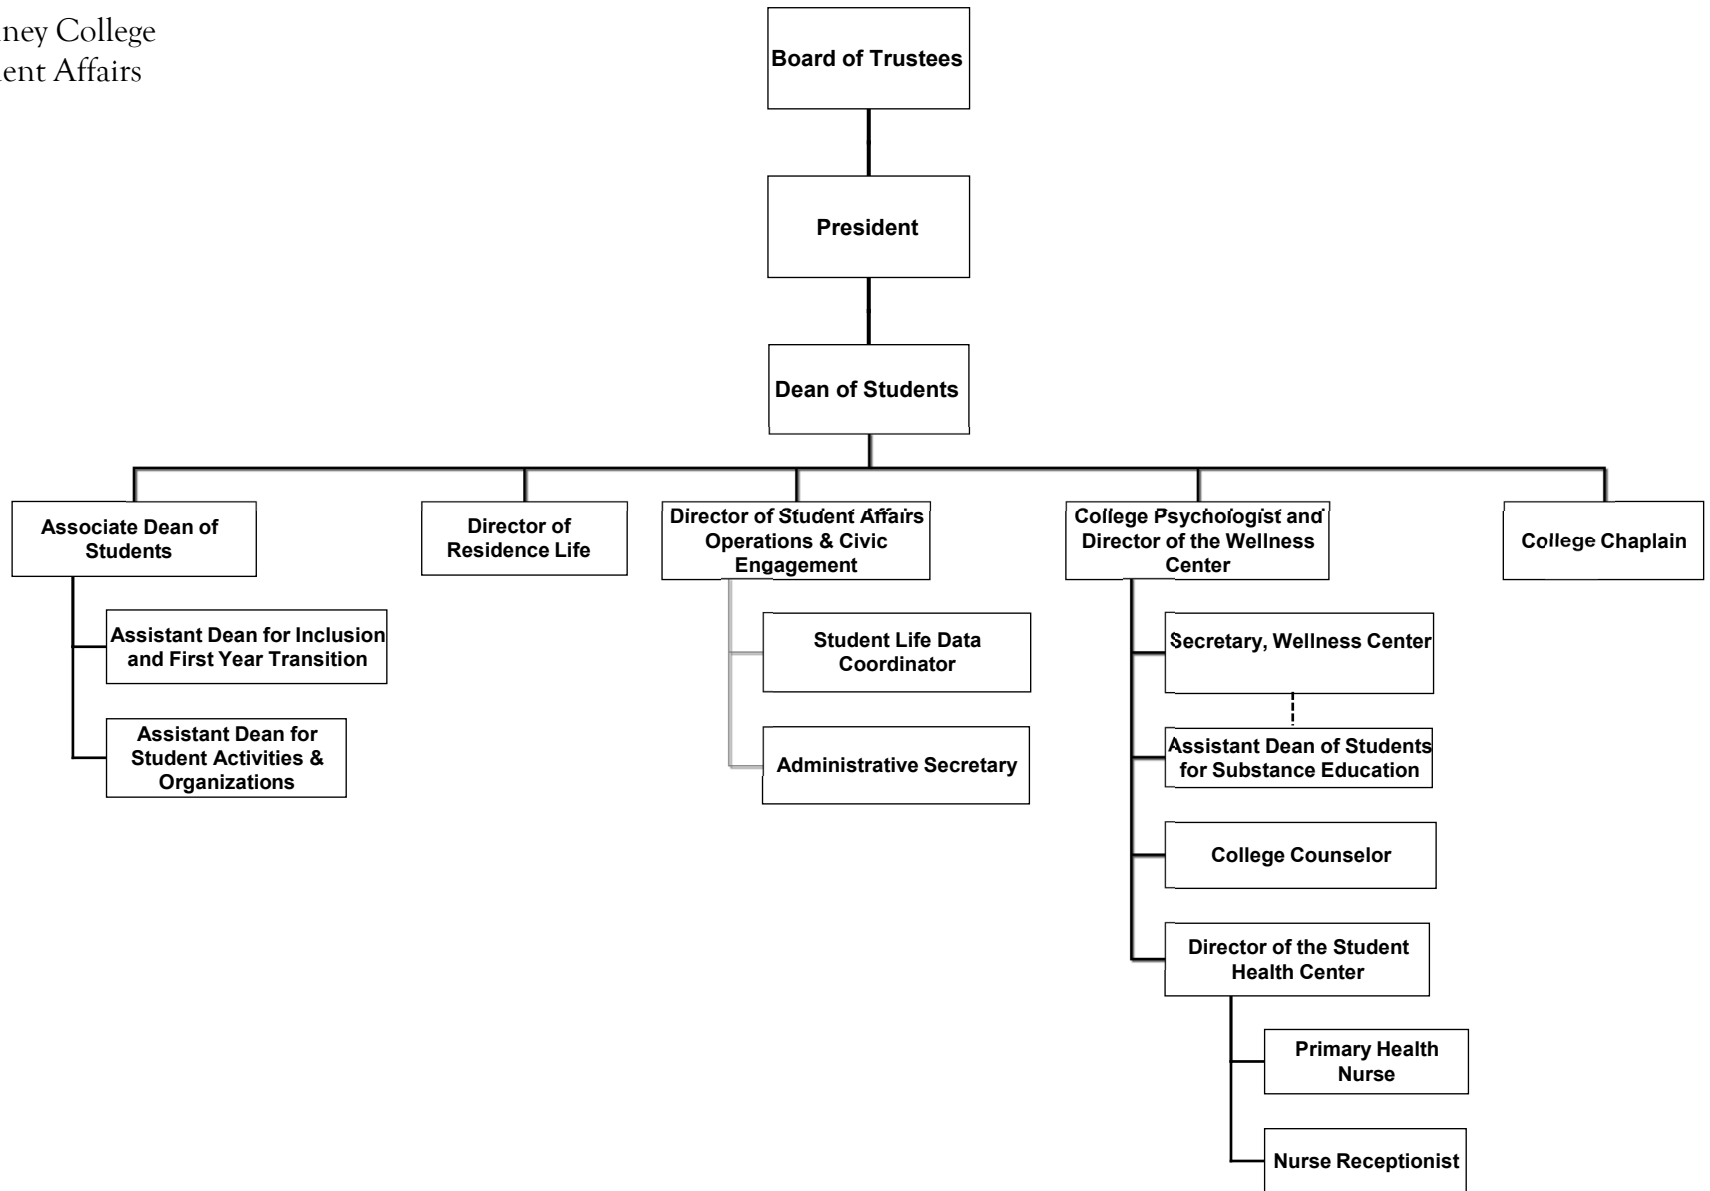 ney College
ent Affairs
Board of Trustees
President
Dean of Students
Associate Dean of
Students
Director of
Residence Life
Director of Student Affairs
Operations & Civic
Engagement
College Psychologist and
Director of the Wellness
Center
College Chaplain
Assistant Dean for Inclusion
and First Year Transition
Assistant Dean for
Student Activities &
Organizations
Student Life Data
Coordinator
Administrative Secretary
Secretary, Wellness Center
Assistant Dean of Students
for Substance Education
College Counselor
Director of the Student
Health Center
Primary Health
Nurse
Nurse Receptionist